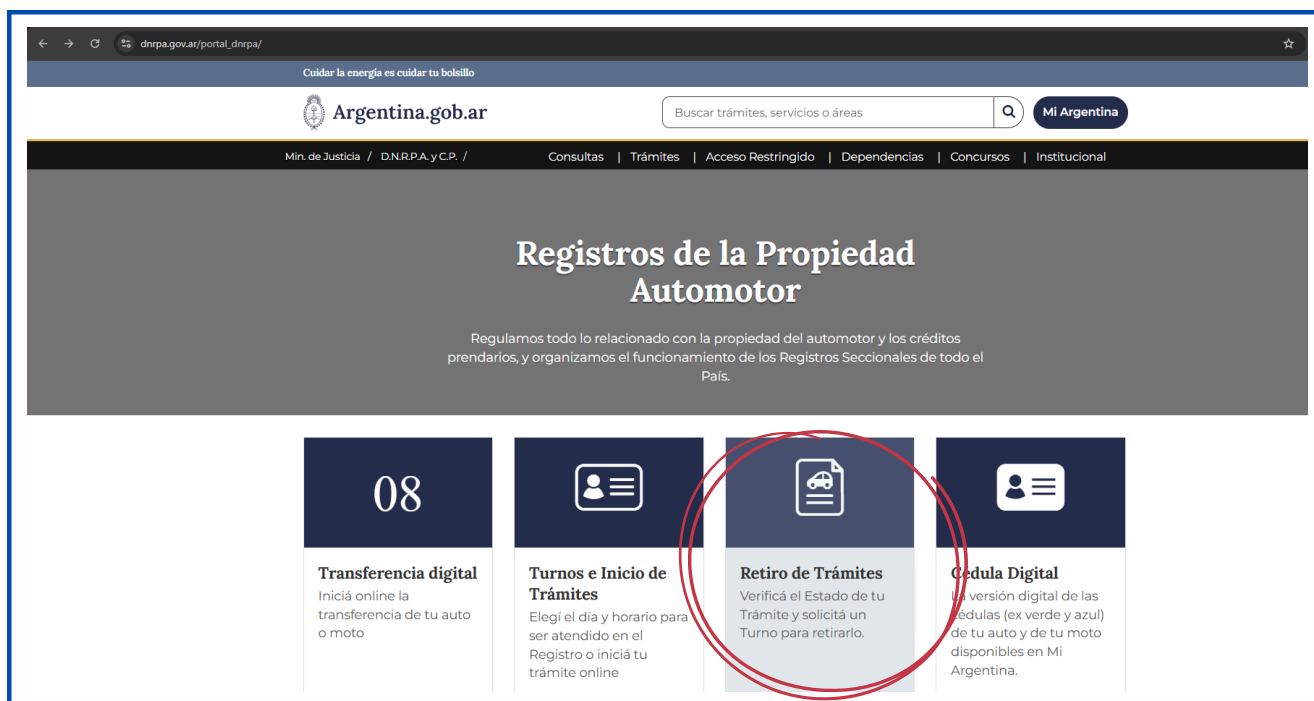 dnrpa.gov.ar/portal_dnrpa/
Cuidar la energía es cuidar tu bolsillo
Argentina.gob.ar
Buscar trámites, servicios o áreas
Mi Argentina
Min. de Justicia / D.N.R.P.A. y C.P. /
Consultas | Trámites | Acceso Restringido | Dependencias | Concursos | Institucional
Registros de la Propiedad
Automotor
Regulamos todo lo relacionado con la propiedad del automotor y los créditos
prendarios, y organizamos el funcionamiento de los Registros Seccionales de todo el
País.
08
Transferencia digital
Iniciá online la
transferencia de tu auto
o moto
Turnos e Inicio de
Trámites
Elegí el día y horario para
ser atendido en el
Registro o iniciá tu
trámite online
Retiro de Trámites
Verificá el Estado de tu
Trámite y solicitá un
Turno para retirarlo.
Cédula Digital
La versión digital de las
cédulas (ex verde y azul)
de tu auto y de tu moto
disponibles en Mi
Argentina.